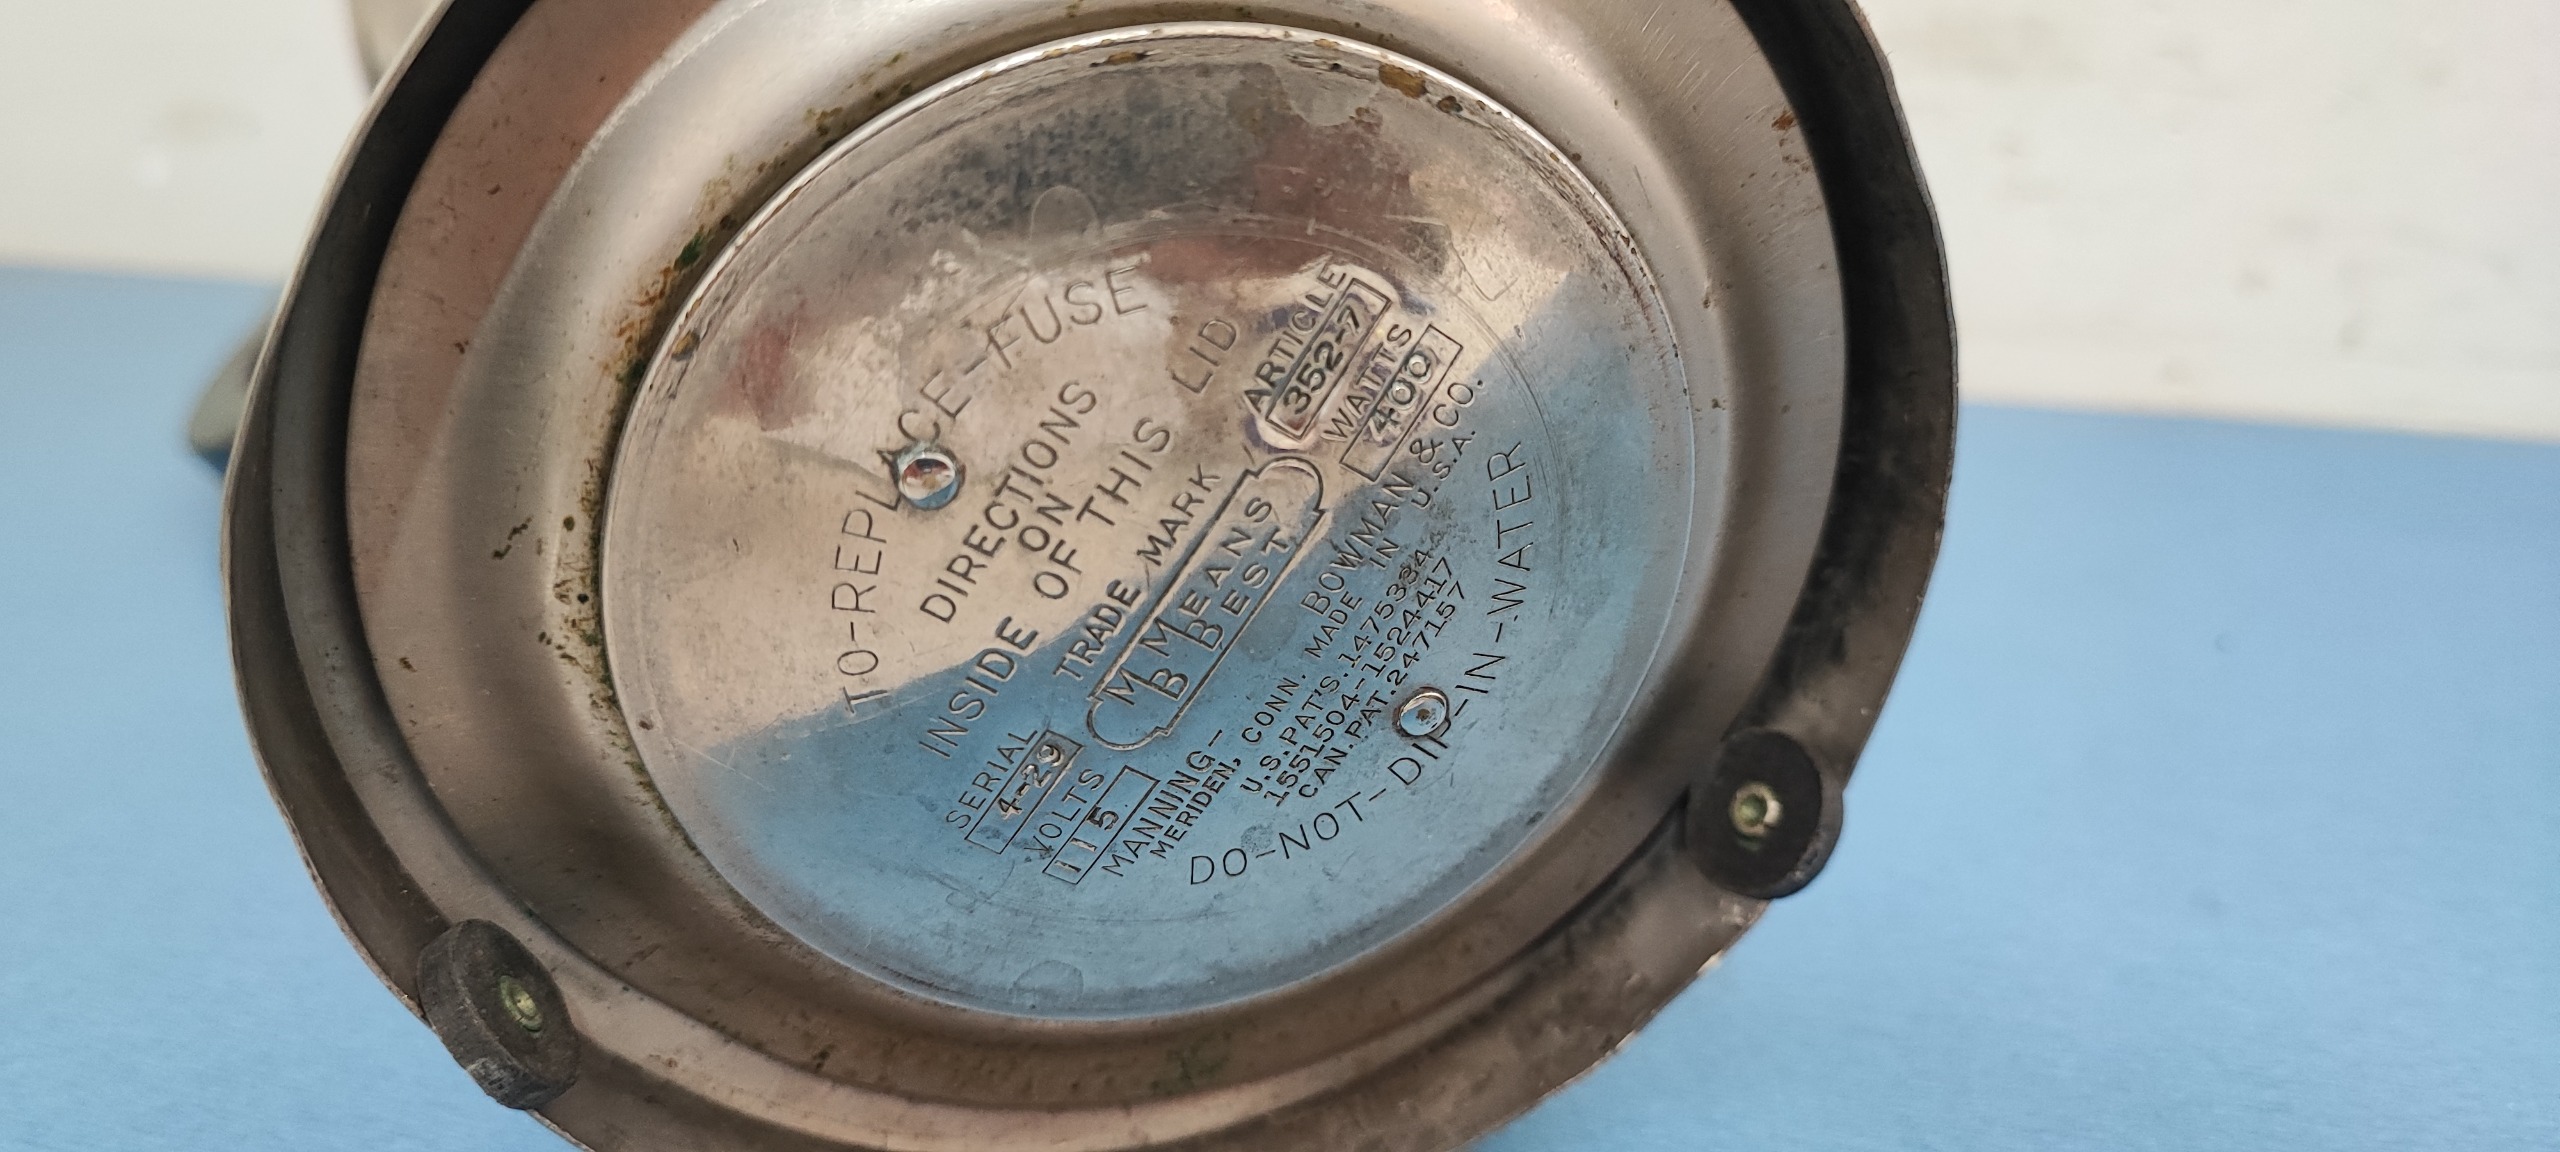 TO-REPLACE-FUSE
DIRECTIONS
ON
INSIDE OF THIS LID
TRADE MARK
SERIAL
4-29
M MEANS
B BEST
ARTICLE
352-7
VOLTS
115
WATTS
400
MANNING- BOWMAN & CO.
MERIDEN, CONN. MADE IN U.S.A.
U.S.PAT'S.1475334
1551504-1524417
CAN.PAT.247157
DO-NOT-DIP-IN-WATER